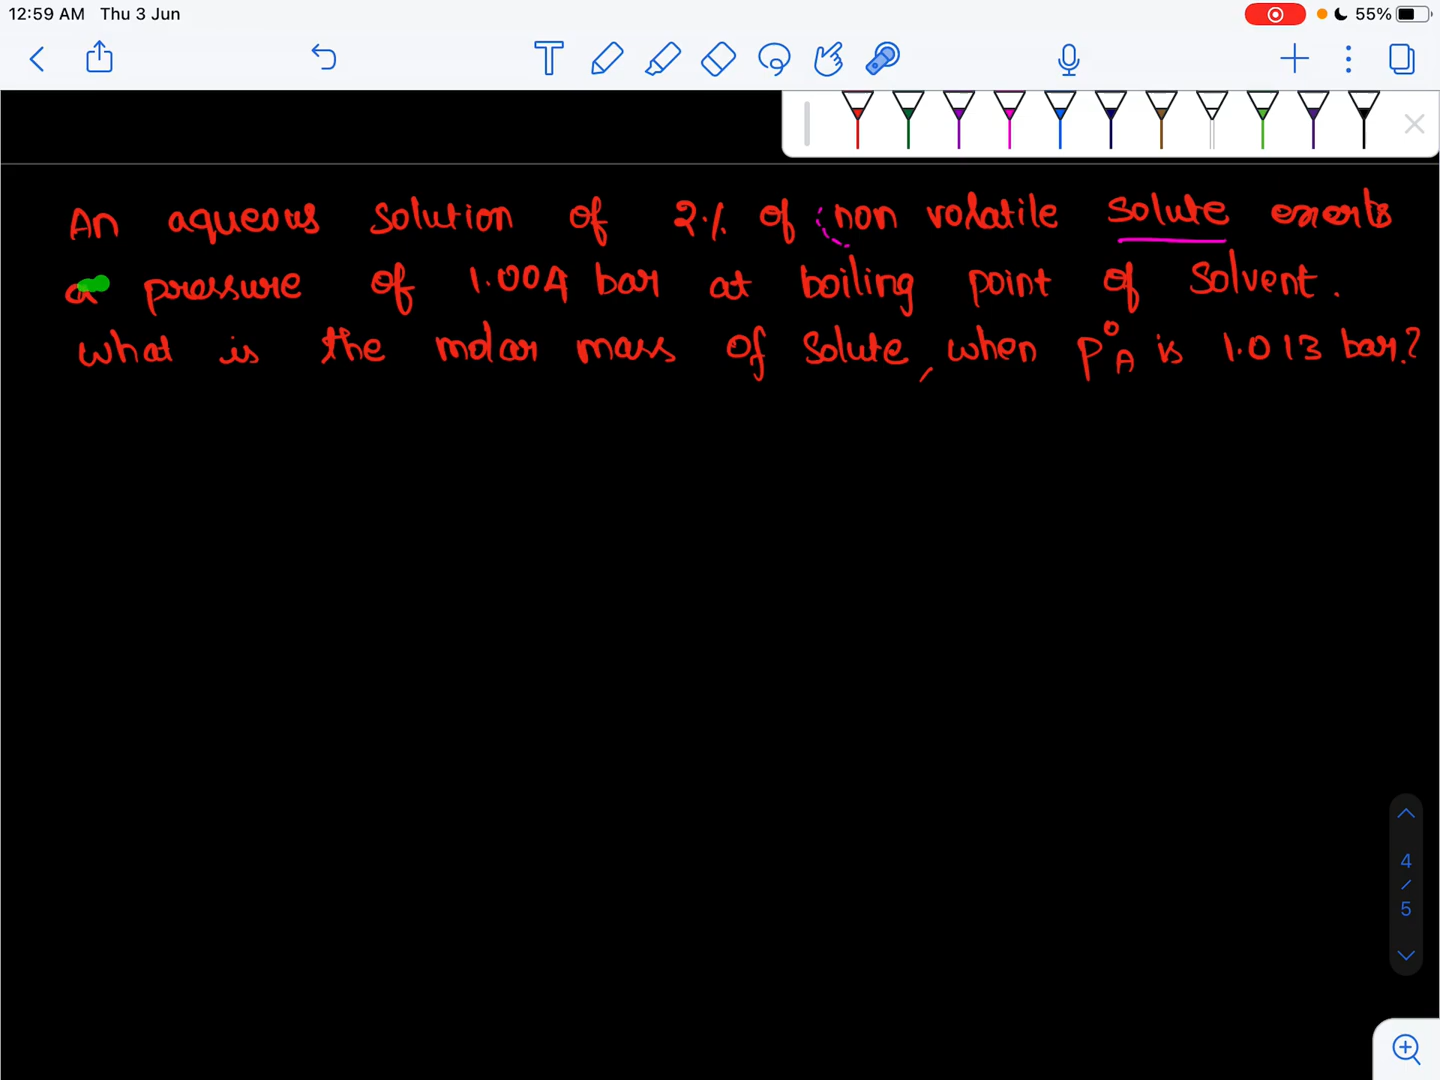 12:59 AM Thu 3 Jun
55%
An aqueous solution of 2% of non volatile solute exerts
a pressure of 1.004 bar at boiling point of solvent.
what is the molar mass of solute, when p°A is 1.013 bar?
4
/
5